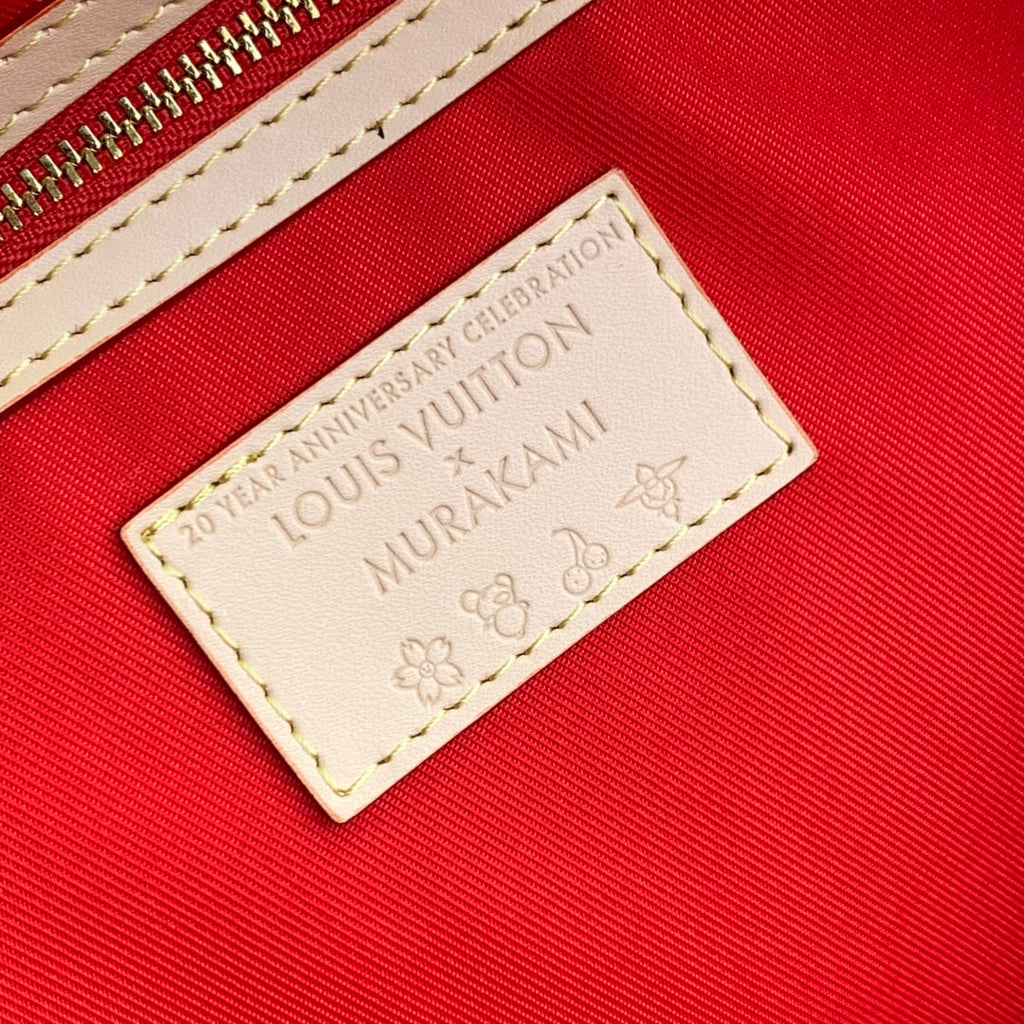 20 YEAR ANNIVERSARY CELEBRATION
LOUIS VUITTON
x
MURAKAMI